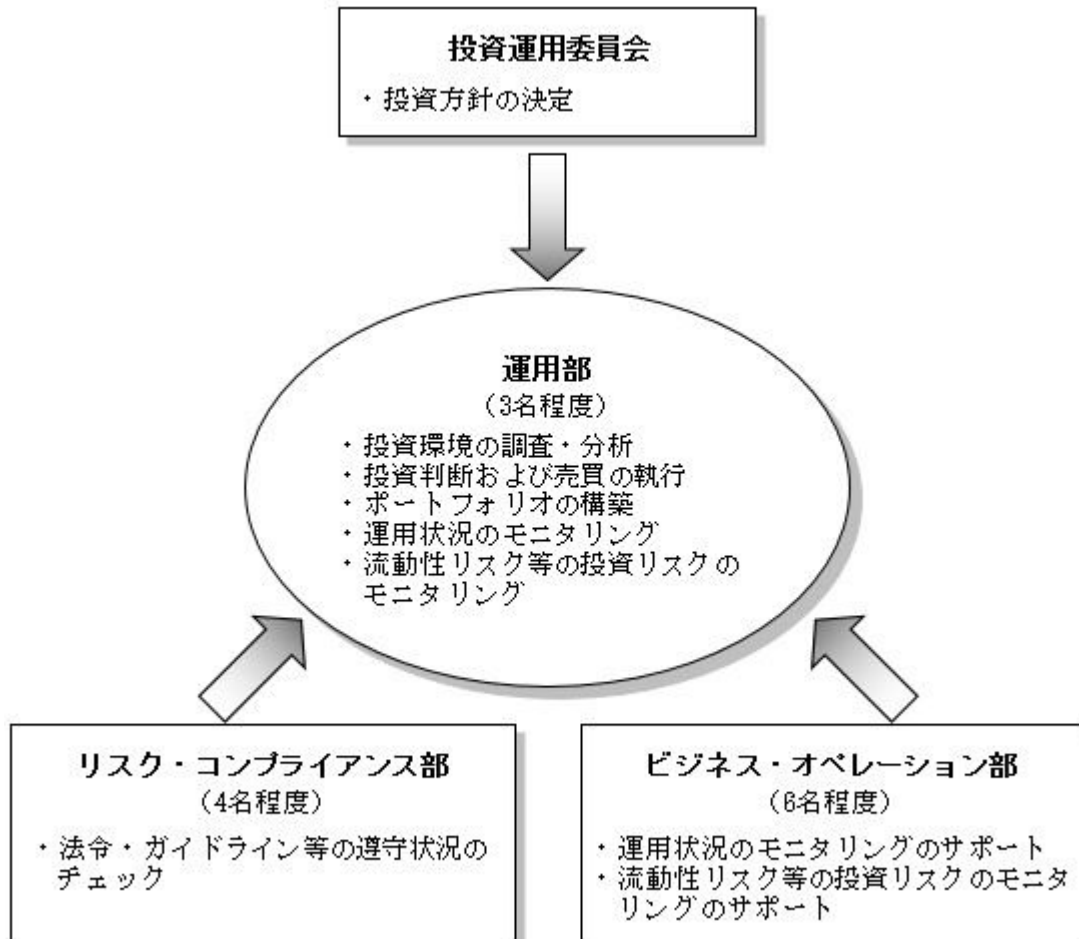 投資運用委員会
・投資方針の決定
運用部
（3名程度）
・投資環境の調査・分析
・投資判断および売買の執行
・ポートフォリオの構築
・運用状況のモニタリング
・流動性リスク等の投資リスクの
モニタリング
リスク・コンプライアンス部
（4名程度）
・法令・ガイドライン等の遵守状況の
チェック
ビジネス・オペレーション部
（6名程度）
・運用状況のモニタリングのサポート
・流動性リスク等の投資リスクのモニタ
リングのサポート